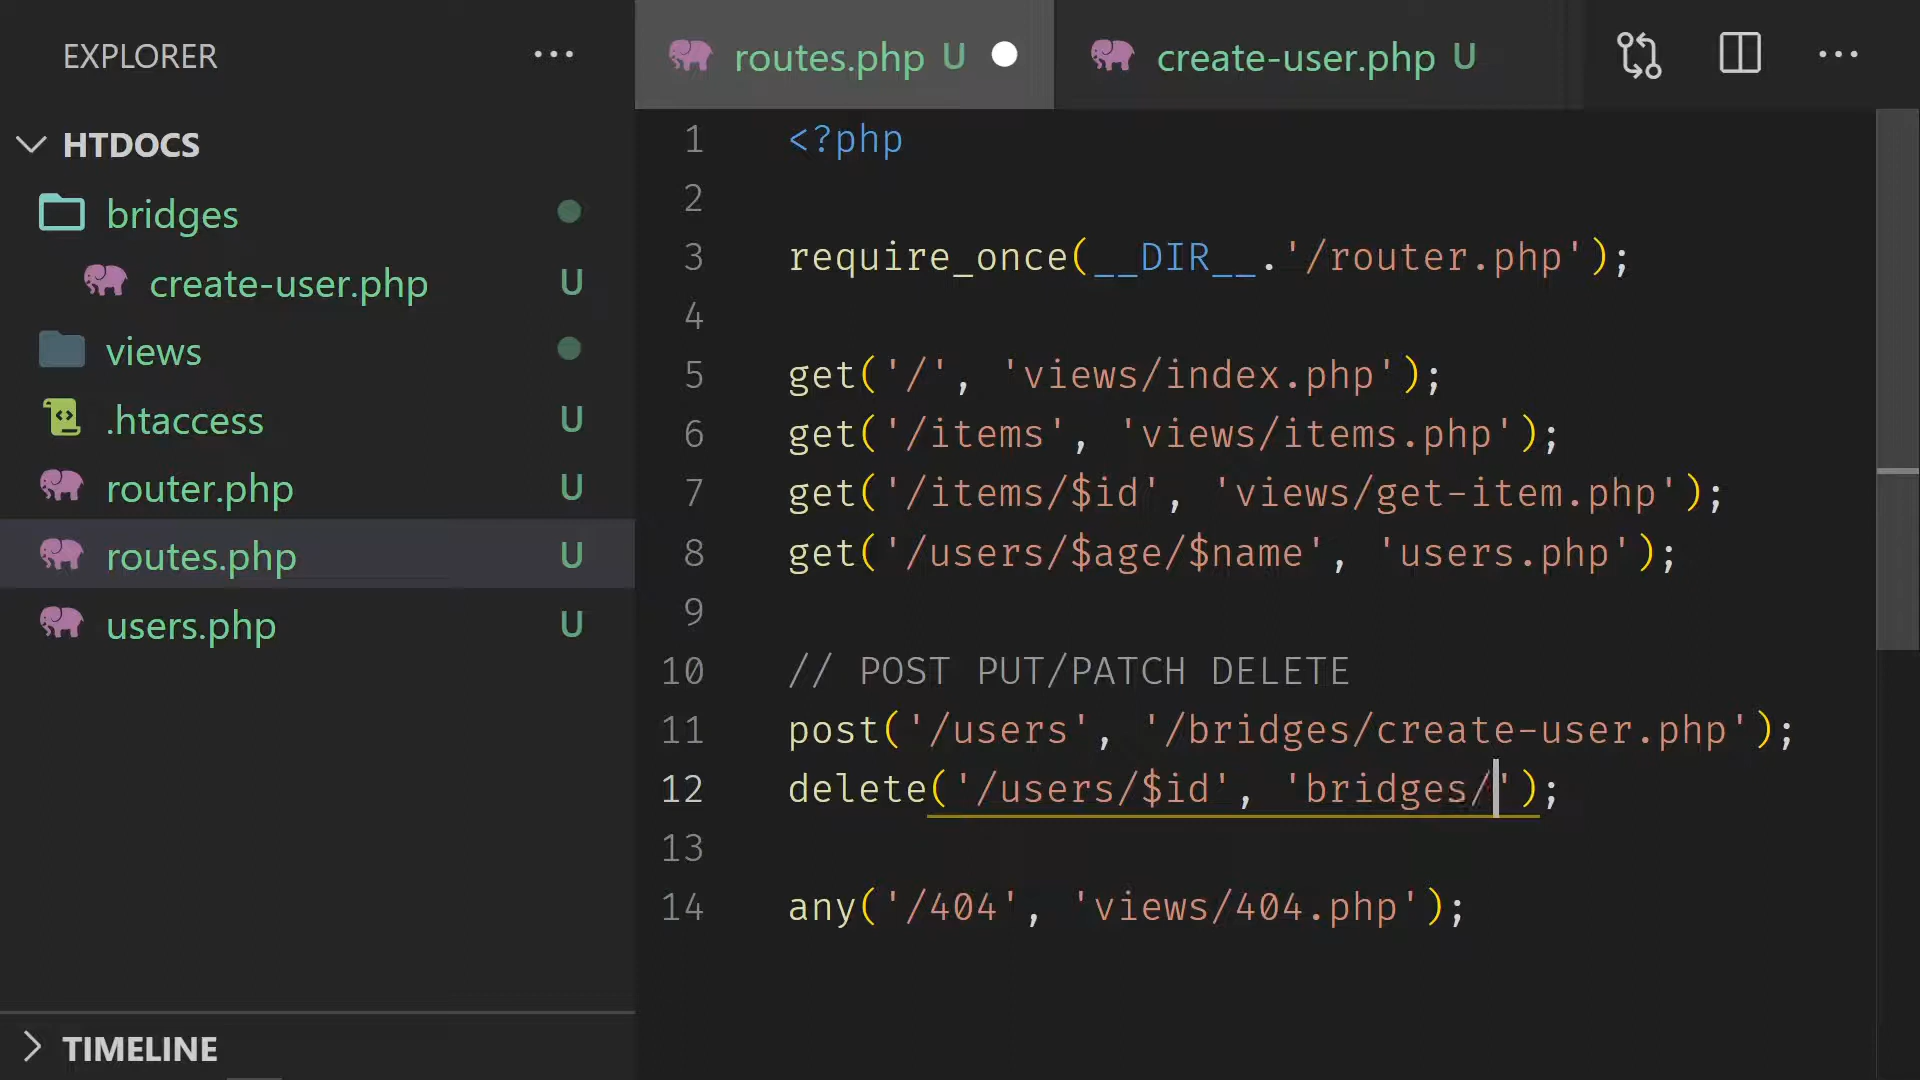 EXPLORER
HTDOCS
bridges
create-user.php U
views
.htaccess U
router.php U
routes.php U
users.php U
TIMELINE
routes.php U
create-user.php U
1 <?php
2
3 require_once(__DIR__.'/router.php');
4
5 get('/', 'views/index.php');
6 get('/items', 'views/items.php');
7 get('/items/$id', 'views/get-item.php');
8 get('/users/$age/$name', 'users.php');
9
10 // POST PUT/PATCH DELETE
11 post('/users', '/bridges/create-user.php');
12 delete('/users/$id', 'bridges/');
13
14 any('/404', 'views/404.php');